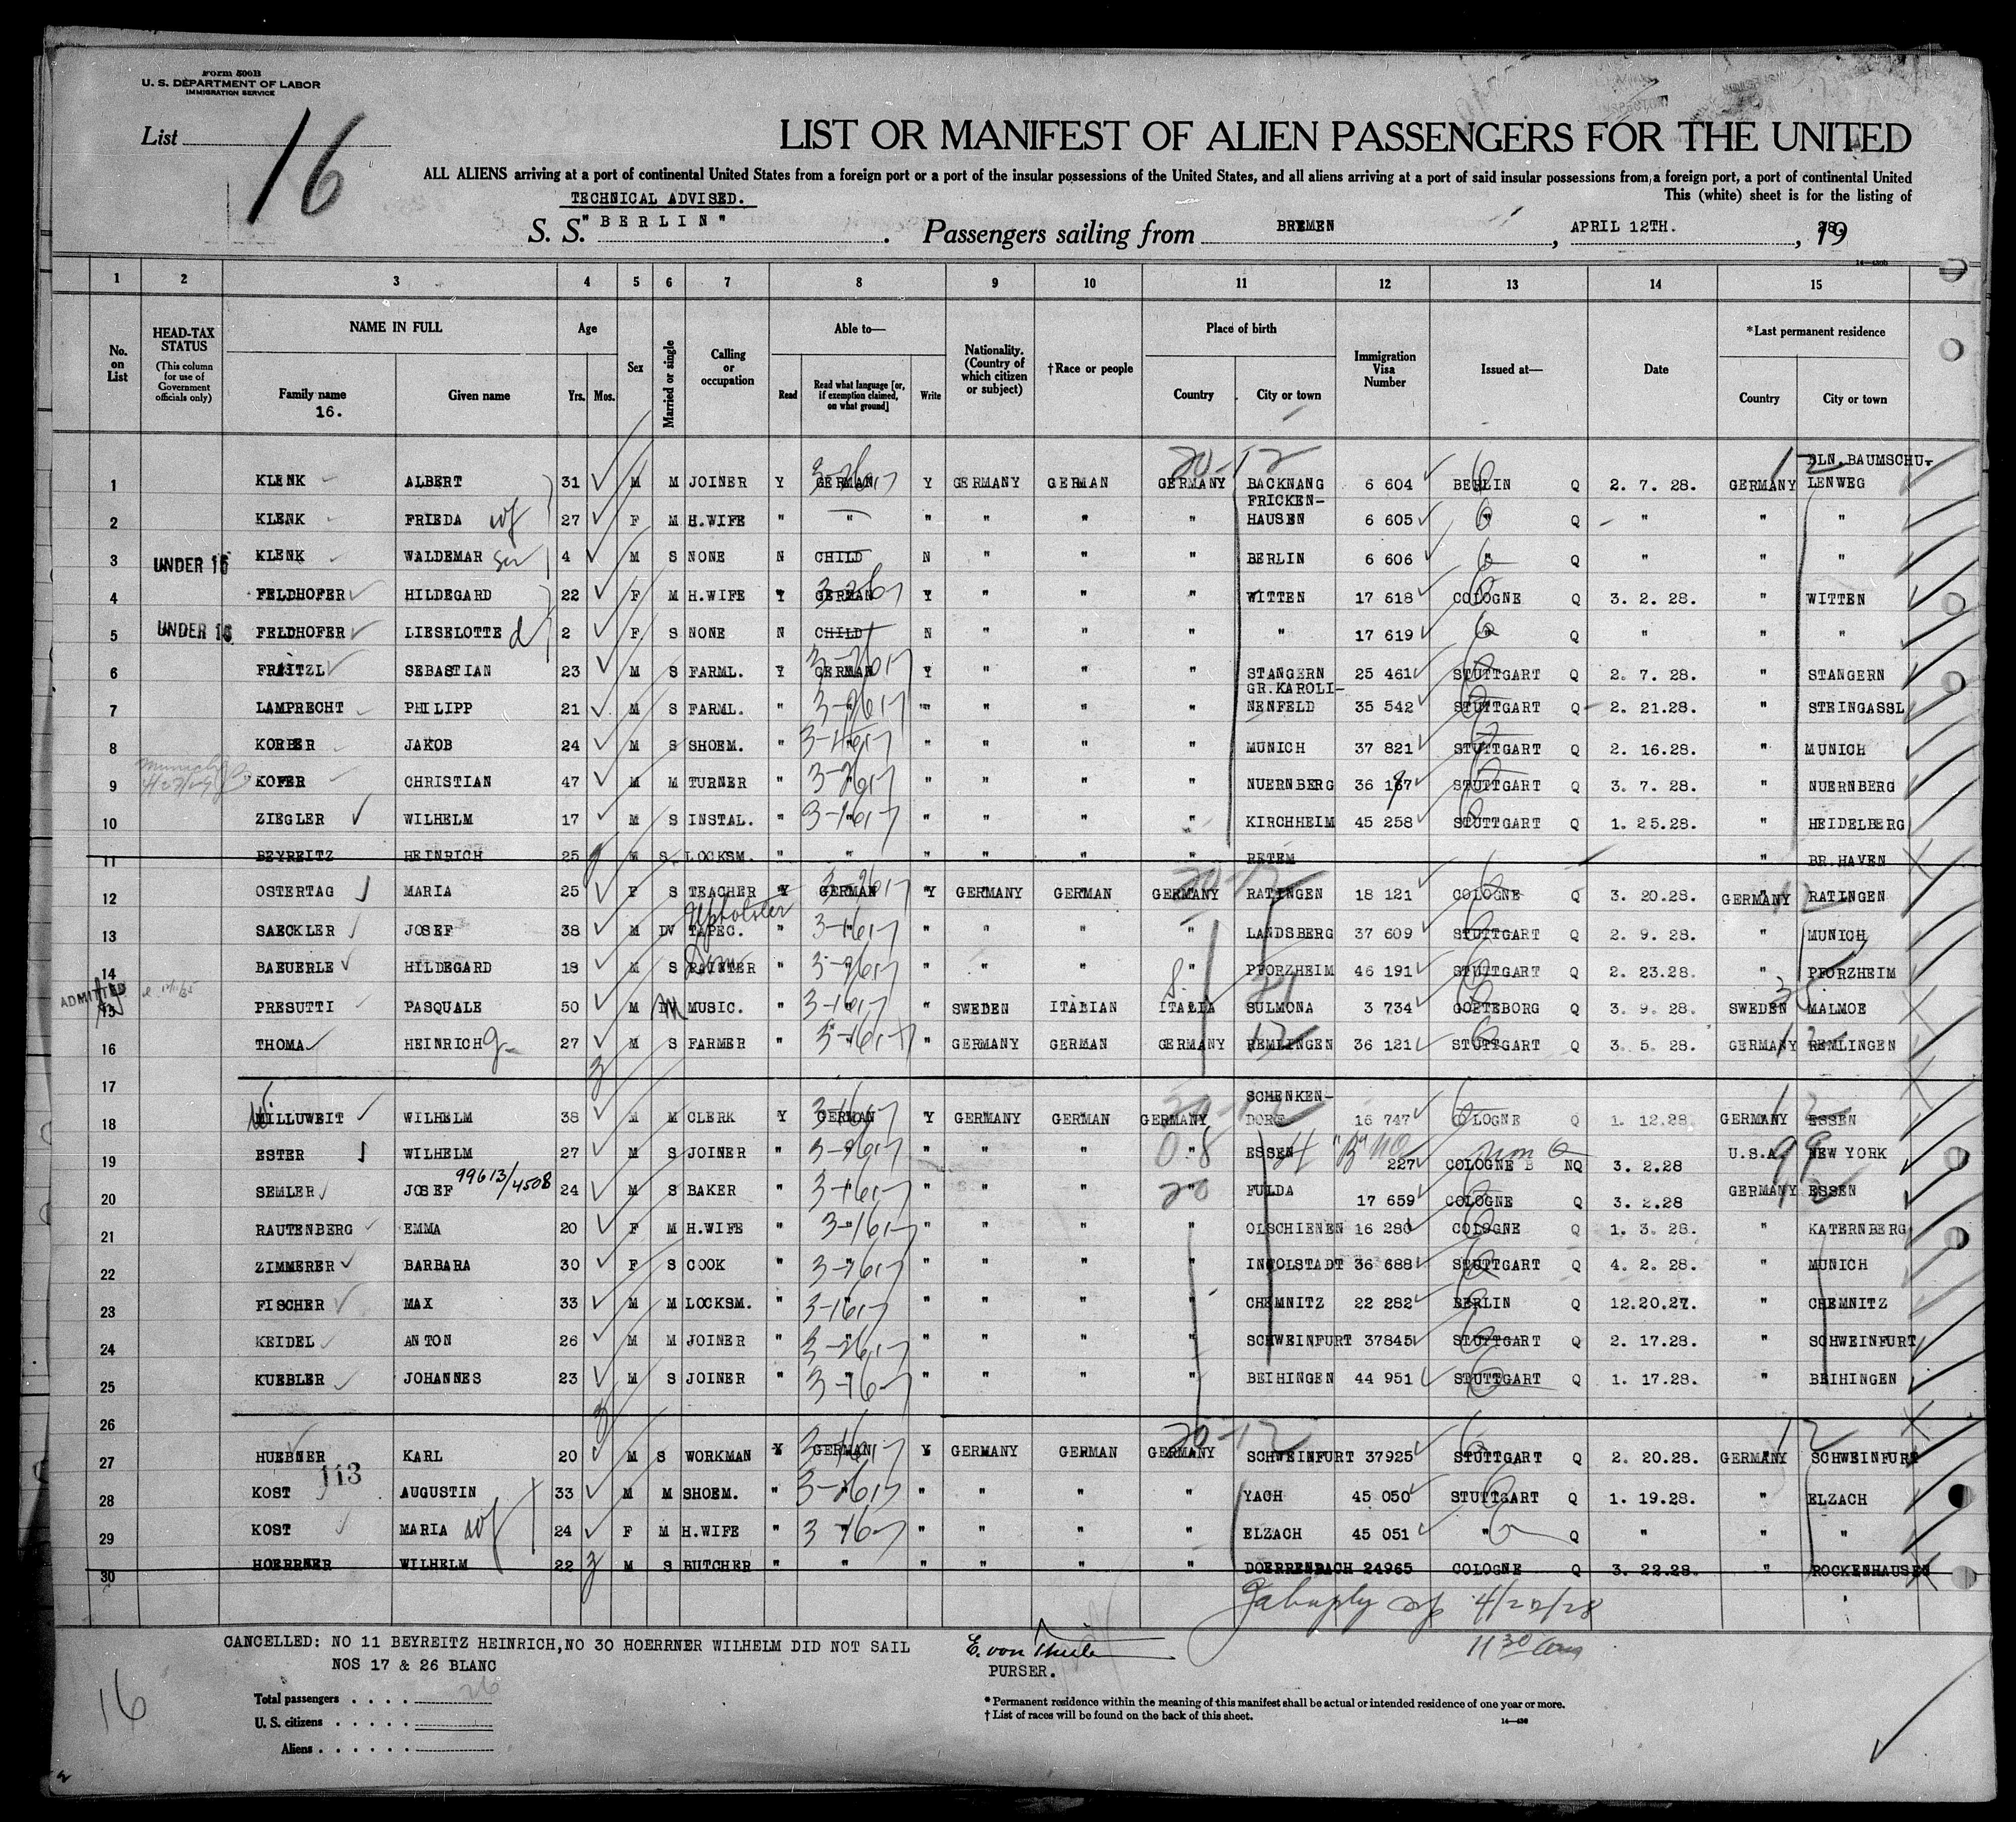 Form 500B
U. S. DEPARTMENT OF LABOR
IMMIGRATION SERVICE
List 16
LIST OR MANIFEST OF ALIEN PASSENGERS FOR THE UNITED
ALL ALIENS arriving at a port of continental United States from a foreign port or a port of the insular possessions of the United States, and all aliens arriving at a port of said insular possessions from a foreign port, a port of continental United
This (white) sheet is for the listing of
TECHNICAL ADVISED.
S. S. "BERLIN". Passengers sailing from BREMEN, APRIL 12TH., 1928
1 2 3 4 5 6 7 8 9 10 11 12 13 14 15
No. on List
HEAD-TAX STATUS
(This column for use of Government officials only)
NAME IN FULL
Family name
16.
Given name
Age
Yrs. Mos.
Sex
Married or single
Calling or occupation
Able to—
Read
Read what language [or, if exemption claimed, on what ground]
Write
Nationality. (Country of which citizen or subject)
†Race or people
Place of birth
Country
City or town
Immigration Visa Number
Issued at—
Date
*Last permanent residence
Country
City or town
20-12 12 BLN.BAUMSCHU-
1 KLENK ALBERT 31 M M JOINER Y GERMAN Y GERMANY GERMAN GERMANY BACKNANG 6 604 BERLIN Q 2. 7. 28. GERMANY LENWEG
FRICKEN-
2 KLENK FRIEDA wf 27 F M H.WIFE " " " " " " HAUSEN 6 605 " Q " " "
3 UNDER 16 KLENK WALDEMAR 4 M S NONE N CHILD N " " " BERLIN 6 606 " Q " " "
4 FELDHOFER HILDEGARD 22 F M H.WIFE Y GERMAN Y " " " WITTEN 17 618 COLOGNE Q 3. 2. 28. " WITTEN
5 UNDER 16 FELDHOFER LIESELOTTE d 2 F S NONE N CHILD N " " " " 17 619 " Q " " "
6 FRAITZL SEBASTIAN 23 M S FARML. Y GERMAN Y " " " STANGERN 25 461 STUTTGART Q 2. 7. 28. " STANGERN
GR.KAROLI-
7 LAMPRECHT PHILIPP 21 M S FARML. " " " " " " NENFELD 35 542 STUTTGART Q 2. 21.28. " STEINGASSL
8 KORBER JAKOB 24 M S SHOEM. " " " " " " MUNICH 37 821 STUTTGART Q 2. 16.28. " MUNICH
9 KOFER CHRISTIAN 47 M M TURNER " " " " " " NUERNBERG 36 167 STUTTGART Q 3. 7. 28. " NUERNBERG
10 ZIEGLER WILHELM 17 M S INSTAL. " " " " " " KIRCHHEIM 45 258 STUTTGART Q 1. 25.28. " HEIDELBERG
11 BEYREITZ HEINRICH 25 M S. LOCKSM. " " " " " " RETEM " BR.HAVEN
12 OSTERTAG MARIA 25 F S TEACHER Y GERMAN Y GERMANY GERMAN GERMANY RATINGEN 18 121 COLOGNE Q 3. 20.28. GERMANY RATINGEN
Upholster
13 SAECKLER JOSEF 38 M DV TAPEC. " " " " " " LANDSBERG 37 609 STUTTGART Q 2. 9. 28. " MUNICH
14 BAEUERLE HILDEGARD 18 M S PAINTER " " " " " " PFORZHEIM 46 191 STUTTGART Q 2. 23.28. " PFORZHEIM
ADMITTED
15 PRESUTTI PASQUALE 50 M DV MUSIC. " " " SWEDEN ITALIAN ITALIA SULMONA 3 734 GOETEBORG Q 3. 9. 28. SWEDEN MALMOE
16 THOMA HEINRICH 27 M S FARMER " " " GERMANY GERMAN GERMANY REMLINGEN 36 121 STUTTGART Q 3. 5. 28. GERMANY REMLINGEN
17
SCHENKEN-
18 MILLUWEIT WILHELM 38 M M CLERK Y GERMAN Y GERMANY GERMAN GERMANY DORF 16 747 COLOGNE Q 1. 12.28 GERMANY ESSEN
19 ESTER WILHELM 27 M S JOINER " " " " " " ESSEN 227 COLOGNE B NQ 3. 2.28 U.S.A. NEW YORK
20 SEMLER JOSEF 99613/4508 24 M S BAKER " " " " " " FULDA 17 659 COLOGNE Q 3. 2.28 GERMANY ESSEN
21 RAUTENBERG EMMA 20 F M H.WIFE " " " " " " OLSCHIENEN 16 280 COLOGNE Q 1. 3. 28. " KATERNBERG
22 ZIMMERER BARBARA 30 F S COOK " " " " " " INGOLSTADT 36 688 STUTTGART Q 4. 2. 28. " MUNICH
23 FISCHER MAX 33 M M LOCKSM. " " " " " " CHEMNITZ 22 282 BERLIN Q 12.20.27. " CHEMNITZ
24 KEIDEL ANTON 26 M M JOINER " " " " " " SCHWEINFURT 37845 STUTTGART Q 2. 17.28. " SCHWEINFURT
25 KUEBLER JOHANNES 23 M S JOINER " " " " " " BEIHINGEN 44 951 STUTTGART Q 1. 17.28. " BEIHINGEN
26
27 HUEBNER KARL 20 M S WORKMAN Y GERMAN Y GERMANY GERMAN GERMANY SCHWEINFURT 37925 STUTTGART Q 2. 20.28. GERMANY SCHWEINFURT
113
28 KOST AUGUSTIN 33 M M SHOEM. " " " " " " YACH 45 050 STUTTGART Q 1. 19.28. " ELZACH
29 KOST MARIA wf 24 F M H.WIFE " " " " " " ELZACH 45 051 " Q " " "
30 HOERRNER WILHELM 22 M S BUTCHER " " " " " " DOERRENBACH 24965 COLOGNE Q 3. 22.28. " ROCKENHAUSEN
4/22/28
11 30
CANCELLED: NO 11 BEYREITZ HEINRICH,NO 30 HOERRNER WILHELM DID NOT SAIL
NOS 17 & 26 BLANC
PURSER.
16
Total passengers . . . . 26
U. S. citizens . . . . .
Aliens . . . . . .
* Permanent residence within the meaning of this manifest shall be actual or intended residence of one year or more.
† List of races will be found on the back of this sheet.
14—430